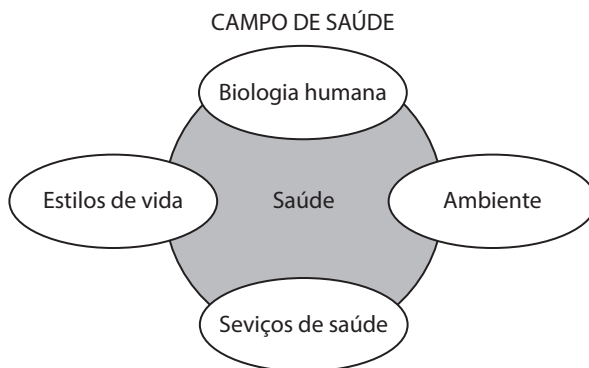 CAMPO DE SAÚDE
Biologia humana
Estilos de vida
Saúde
Ambiente
Seviços de saúde